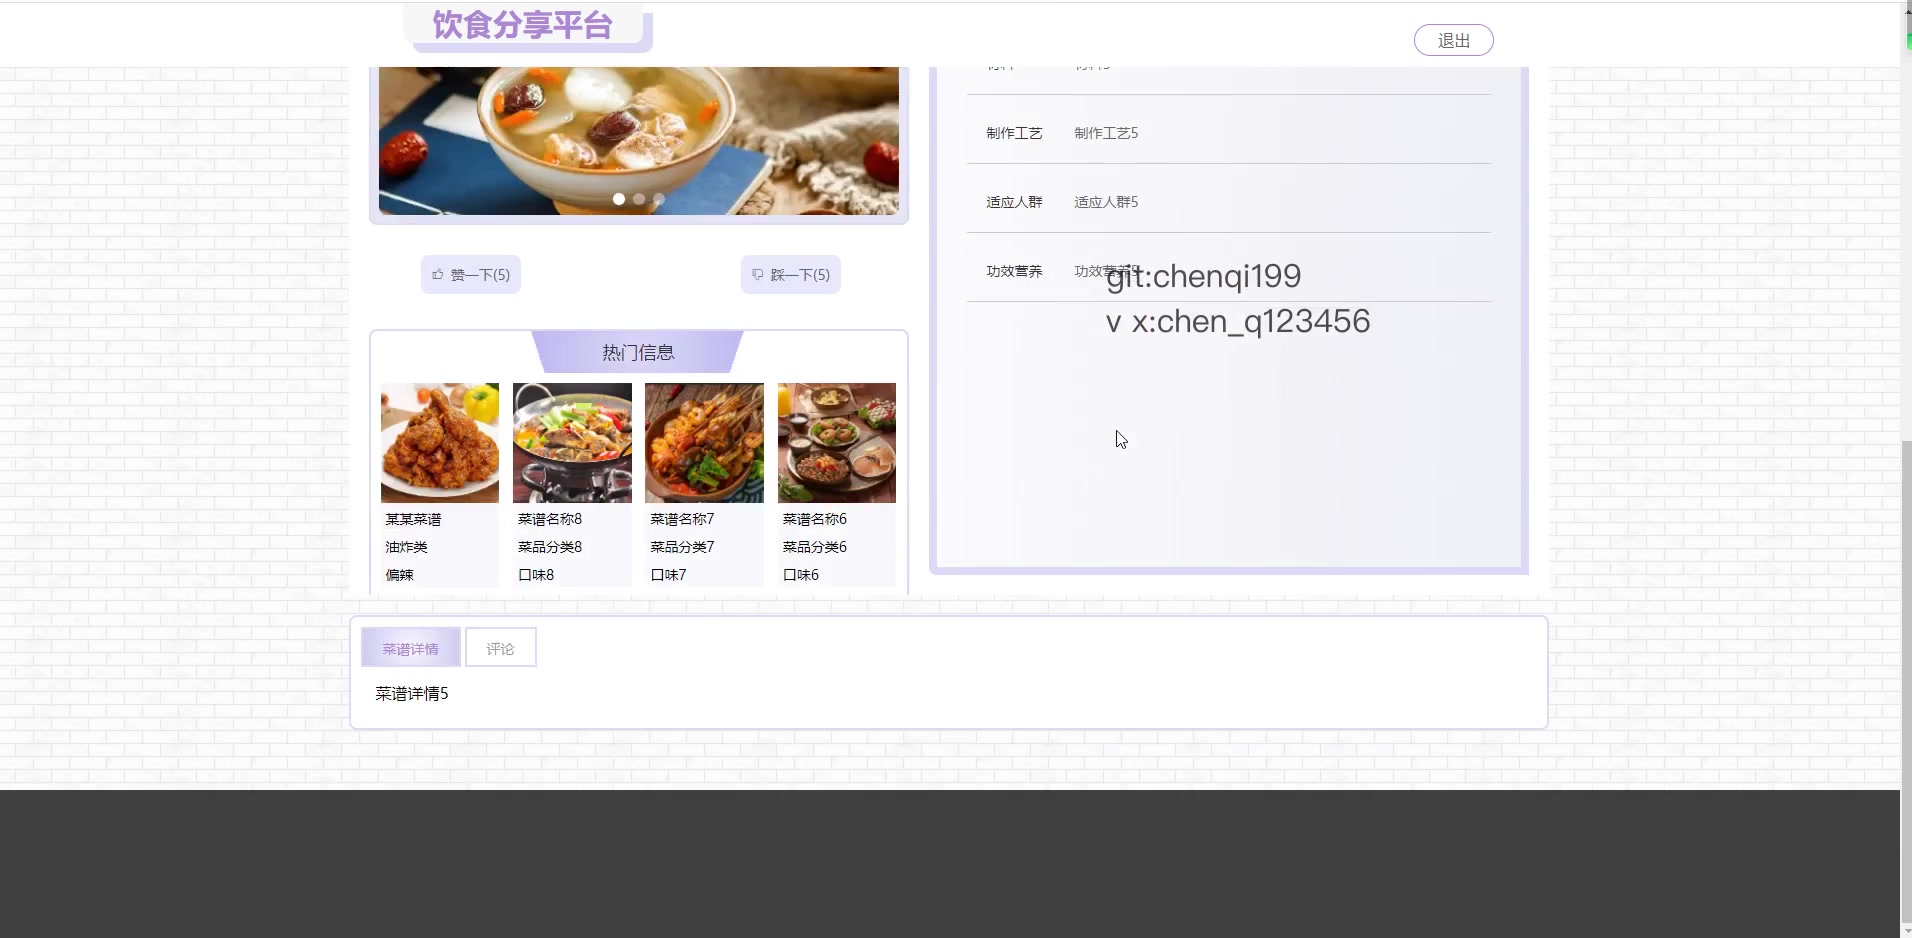 饮食分享平台
退出
制作工艺 制作工艺5
适应人群 适应人群5
功效营养 功效营养5
git:chenqi199
v x:chen_q123456
赞一下(5) 踩一下(5)
热门信息
某某菜谱 菜谱名称8 菜谱名称7 菜谱名称6
油炸类 菜品分类8 菜品分类7 菜品分类6
偏辣 口味8 口味7 口味6
菜谱详情 评论
菜谱详情5